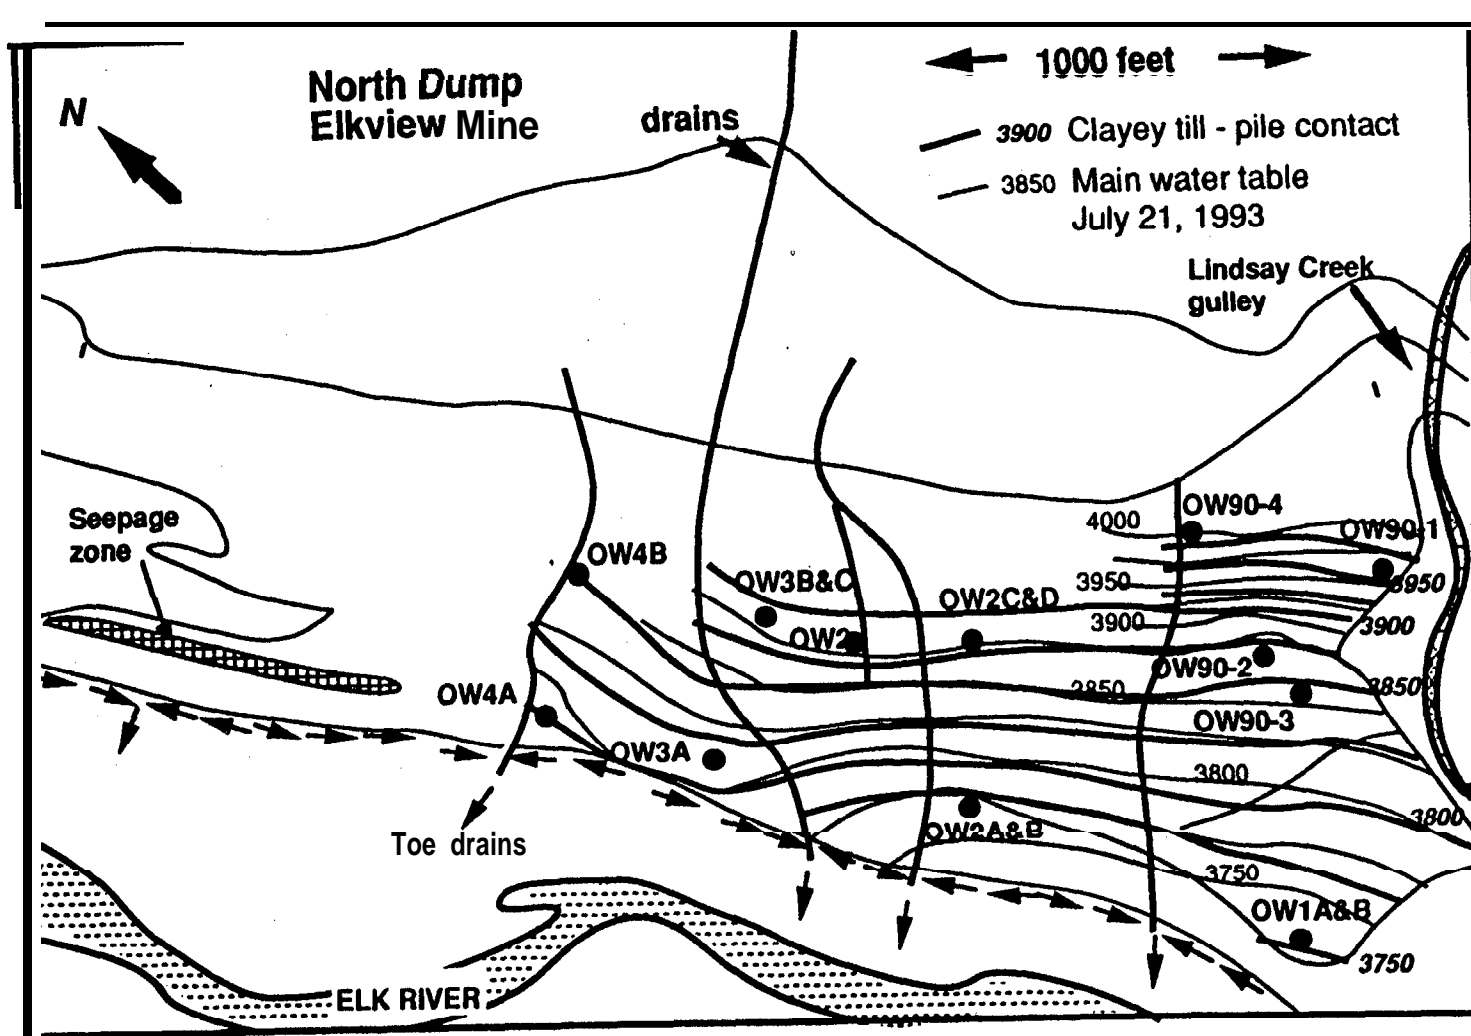 North Dump
Elkview Mine
N
1000 feet
drains
3900 Clayey till - pile contact
3850 Main water table
July 21, 1993
Lindsay Creek
gulley
Seepage
zone
4000
OW90-4
OW90-1
OW4B
OW3B&C
3950
3950
OW2C&D
OW2
3900
3900
OW90-2
OW4A
3850
3850
OW90-3
OW3A
3800
3800
OW2A&B
Toe drains
3750
OW1A&B
3750
ELK RIVER